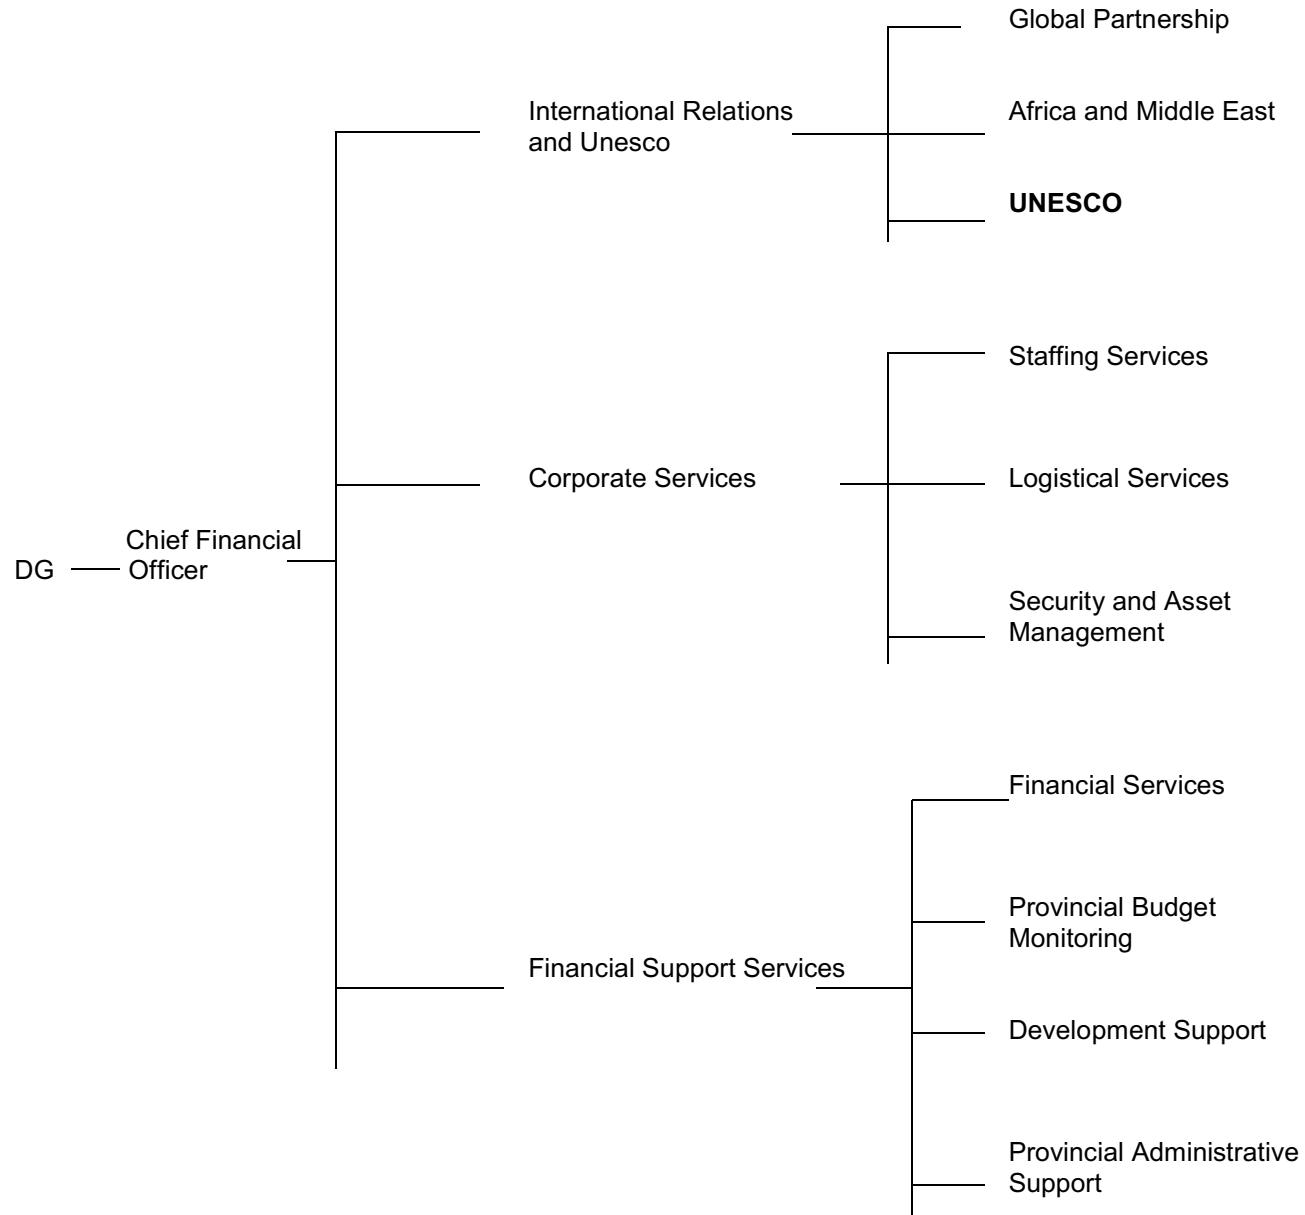 Global Partnership
International Relations
and Unesco
Africa and Middle East
UNESCO
Staffing Services
Corporate Services
Logistical Services
Chief Financial
DG
Officer
Security and Asset
Management
Financial Services
Provincial Budget
Monitoring
Financial Support Services
Development Support
Provincial Administrative
Support